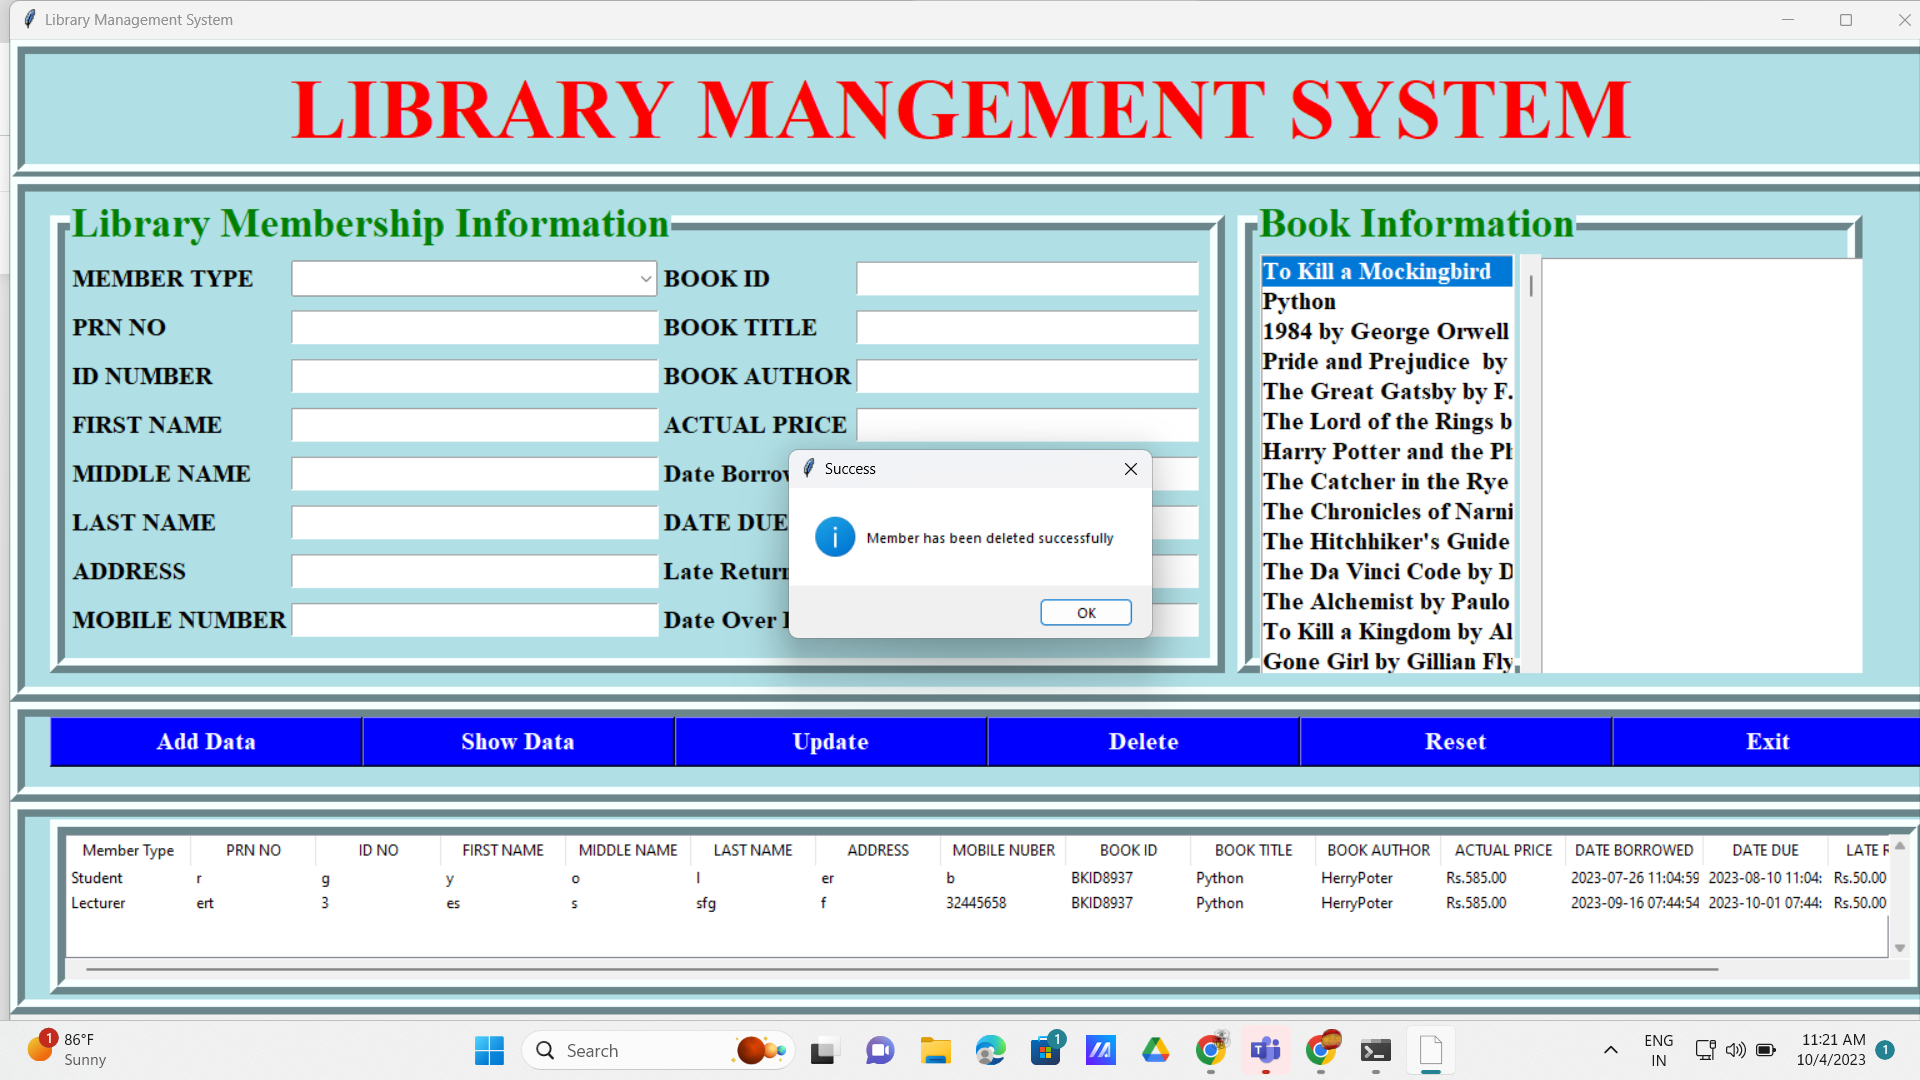 Library Management System
LIBRARY MANGEMENT SYSTEM
Library Membership Information
MEMBER TYPE
BOOK ID
PRN NO
BOOK TITLE
ID NUMBER
BOOK AUTHOR
FIRST NAME
ACTUAL PRICE
MIDDLE NAME
Date Borrow
LAST NAME
DATE DUE
ADDRESS
Late Return
MOBILE NUMBER
Date Over
Success
Member has been deleted successfully
OK
Book Information
To Kill a Mockingbird
Python
1984 by George Orwell
Pride and Prejudice by
The Great Gatsby by F.
The Lord of the Rings b
Harry Potter and the Ph
The Catcher in the Rye
The Chronicles of Narni
The Hitchhiker's Guide
The Da Vinci Code by D
The Alchemist by Paulo
To Kill a Kingdom by Al
Gone Girl by Gillian Fly
Add Data Show Data Update Delete Reset Exit
Member Type PRN NO ID NO FIRST NAME MIDDLE NAME LAST NAME ADDRESS MOBILE NUBER BOOK ID BOOK TITLE BOOK AUTHOR ACTUAL PRICE DATE BORROWED DATE DUE LATE R
Student r g y o l er b BKID8937 Python HerryPoter Rs.585.00 2023-07-26 11:04:59 2023-08-10 11:04: Rs.50.00
Lecturer ert 3 es s sfg f 32445658 BKID8937 Python HerryPoter Rs.585.00 2023-09-16 07:44:54 2023-10-01 07:44: Rs.50.00
1
86°F
Sunny
Search
1
ENG
IN
11:21 AM
10/4/2023
1